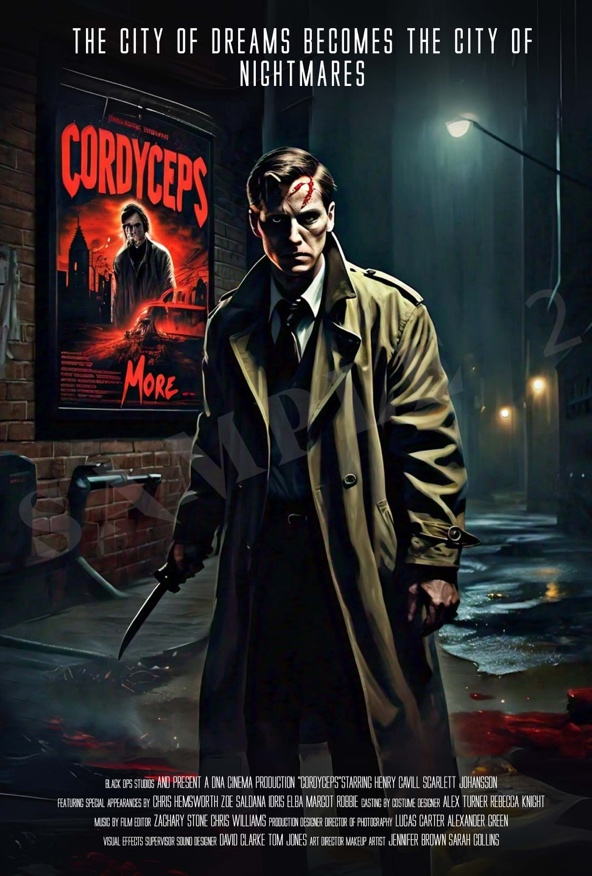 THE CITY OF DREAMS BECOMES THE CITY OF
NIGHTMARES
CORDYCEPS
MORE
SAMPLE 2
BLACK OPS STUDIOS AND PRESENT A DNA CINEMA PRODUCTION "CORDYCEPS"STARRING HENRY CAVILL SCARLETT JOHANSSON
FEATURING SPECIAL APPEARANCES BY CHRIS HEMSWORTH ZOE SALDANA IDRIS ELBA MARGOT ROBBIE CASTING BY COSTUME DESIGNER ALEX TURNER REBECCA KNIGHT
MUSIC BY FILM EDITOR ZACHARY STONE CHRIS WILLIAMS PRODUCTION DESIGNER DIRECTOR OF PHOTOGRAPHY LUCAS CARTER ALEXANDER GREEN
VISUAL EFFECTS SUPERVISOR SOUND DESIGNER DAVID CLARKE TOM JONES ART DIRECTOR MAKEUP ARTIST JENNIFER BROWN SARAH COLLINS